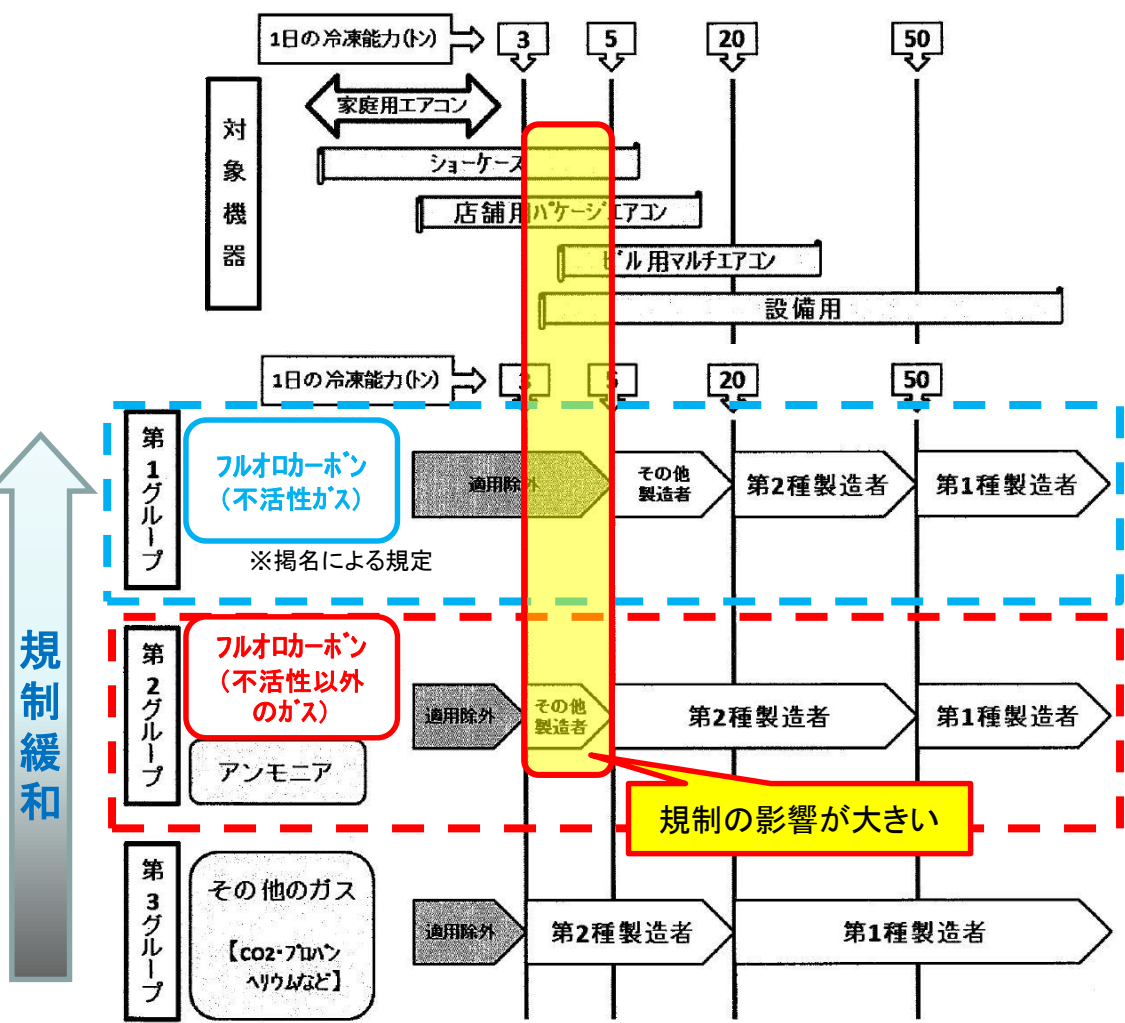 1日の冷凍能力(トン)
3
5
20
50
対象機器
家庭用エアコン
ショーケース
店舗用パッケージエアコン
ビル用マルチエアコン
設備用
1日の冷凍能力(トン)
3
5
20
50
規制緩和
第1グループ
フルオロカーボン
(不活性ガス)
※掲名による規定
適用除外
その他
製造者
第2種製造者
第1種製造者
第2グループ
フルオロカーボン
(不活性以外
のガス)
アンモニア
適用除外
その他
製造者
第2種製造者
第1種製造者
規制の影響が大きい
第3グループ
その他のガス
【CO2・プロパン
ヘリウムなど】
適用除外
第2種製造者
第1種製造者